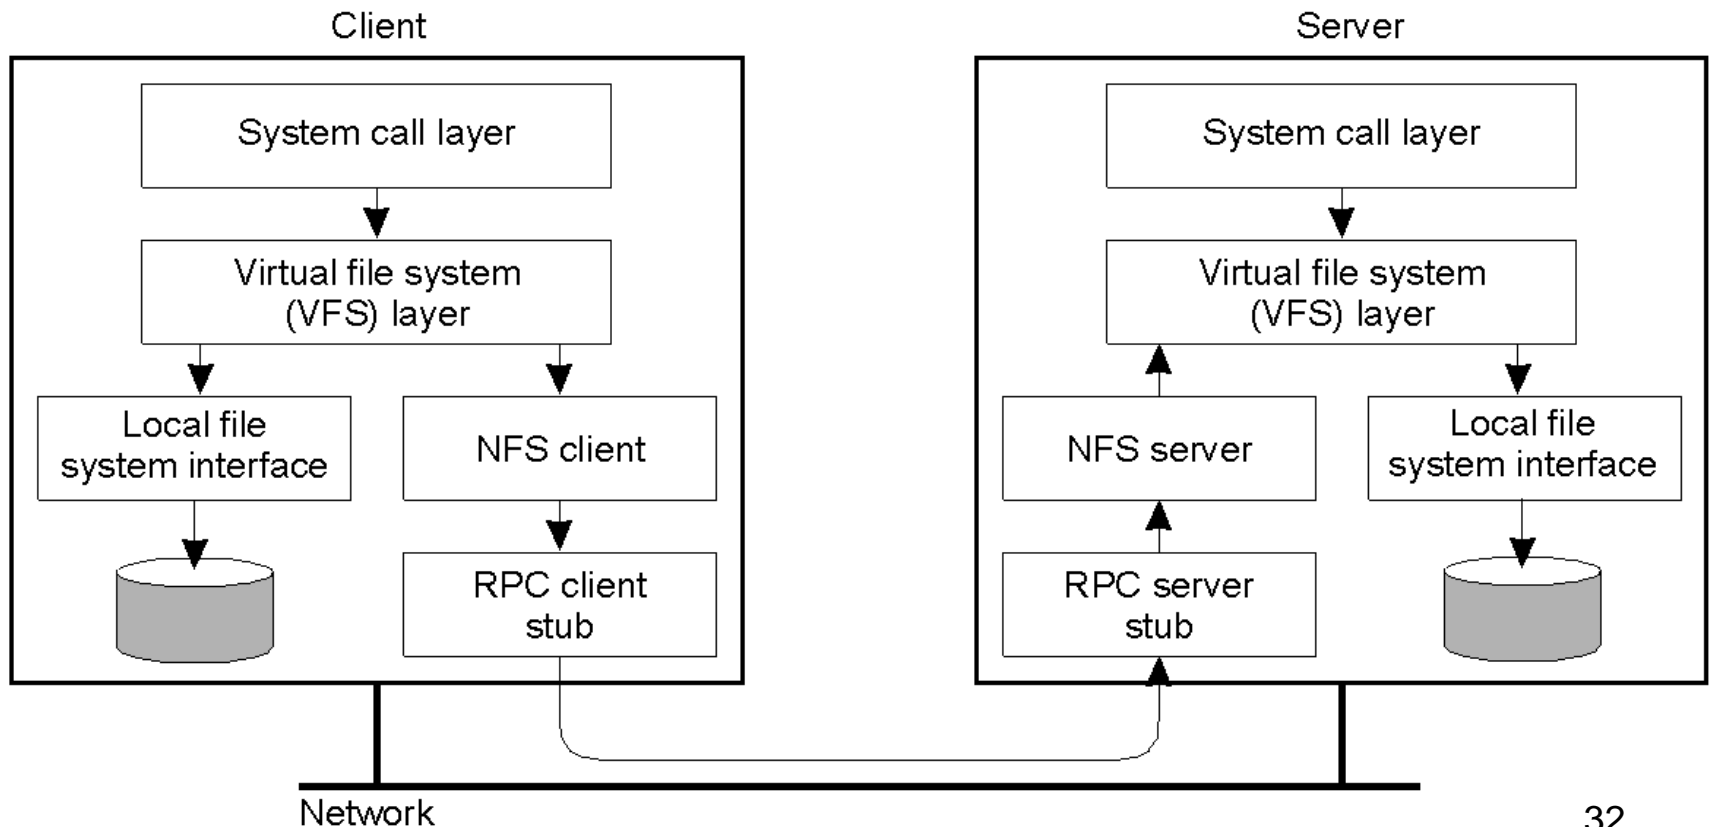 Client
Server
System call layer
System call layer
Virtual file system
(VFS) layer
Virtual file system
(VFS) layer
Local file
system interface
NFS client
NFS server
Local file
system interface
RPC client
stub
RPC server
stub
Network
32